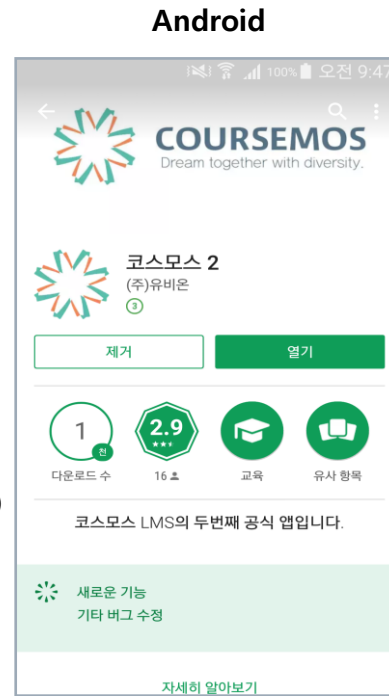 Android
100% 오전 9:47
COURSEMOS
Dream together with diversity.
코스모스 2
(주)유비온
3
제거
열기
1
천
2.9
다운로드 수
16
교육
유사 항목
코스모스 LMS의 두번째 공식 앱입니다.
새로운 기능
기타 버그 수정
자세히 알아보기